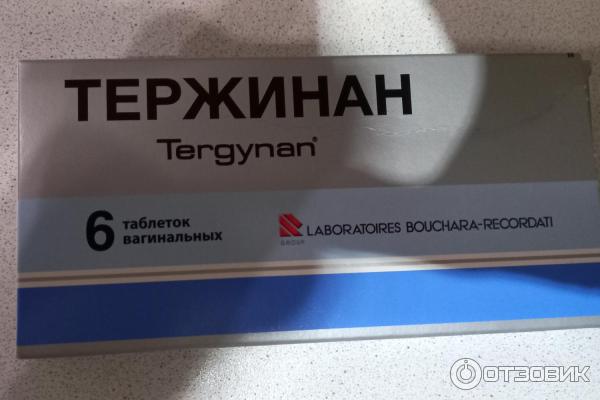 ТЕРЖИНАН
Tergynan®
6 таблеток
вагинальных
GROUP
LABORATOIRES BOUCHARA-RECORDATI
ОТЗОВИК